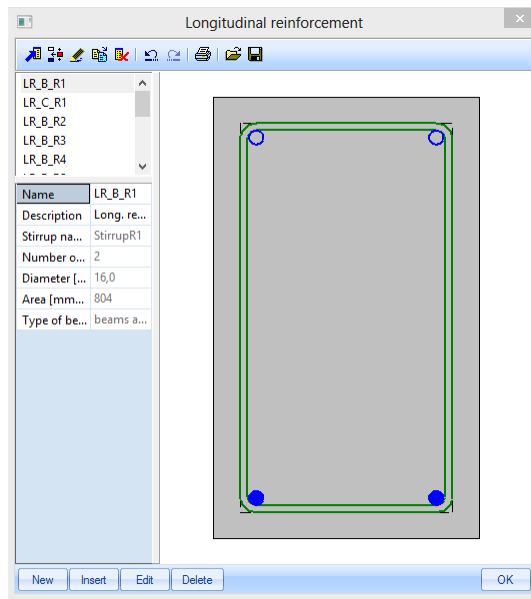 Longitudinal reinforcement
LR_B_R1
LR_C_R1
LR_B_R2
LR_B_R3
LR_B_R4
Name LR_B_R1
Description Long. re...
Stirrup na... StirrupR1
Number o... 2
Diameter [... 16,0
Area [mm... 804
Type of be... beams a...
New Insert Edit Delete OK